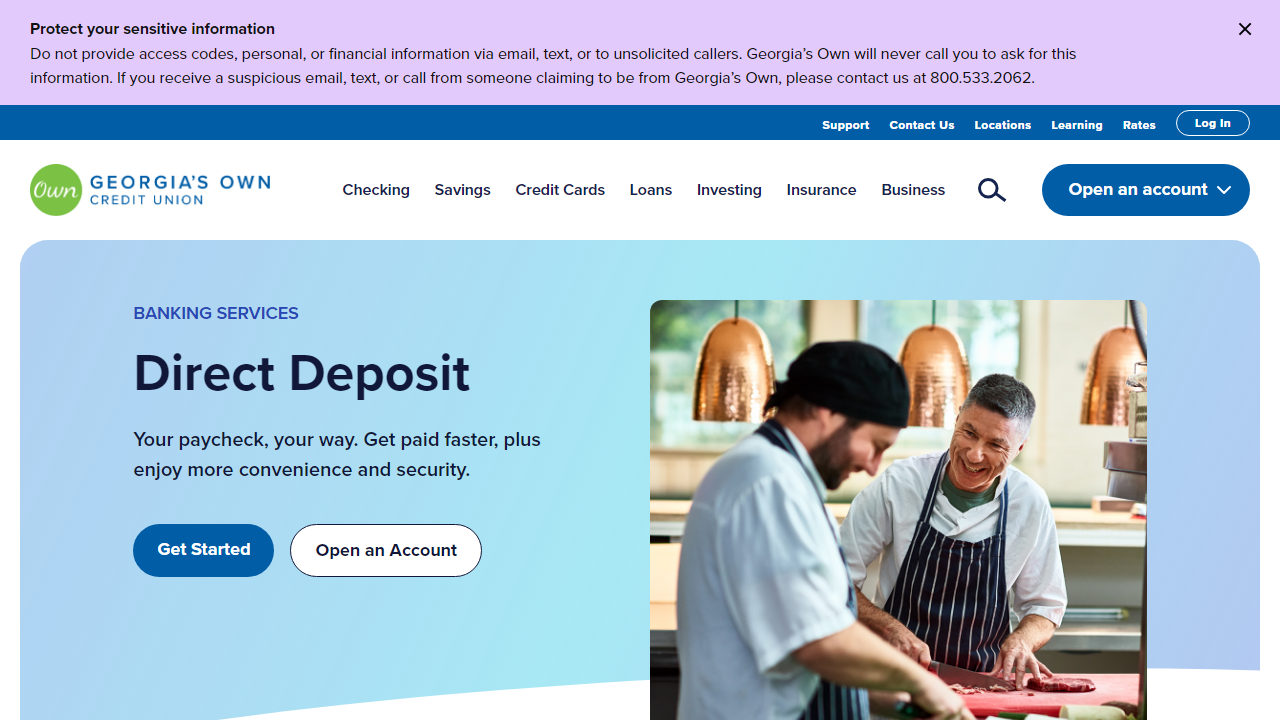 Protect your sensitive information
Do not provide access codes, personal, or financial information via email, text, or to unsolicited callers. Georgia’s Own will never call you to ask for this
information. If you receive a suspicious email, text, or call from someone claiming to be from Georgia’s Own, please contact us at 800.533.2062.
Support Contact Us Locations Learning Rates Log In
Own GEORGIA’S OWN
CREDIT UNION
Checking Savings Credit Cards Loans Investing Insurance Business Open an account
BANKING SERVICES
Direct Deposit
Your paycheck, your way. Get paid faster, plus
enjoy more convenience and security.
Get Started Open an Account